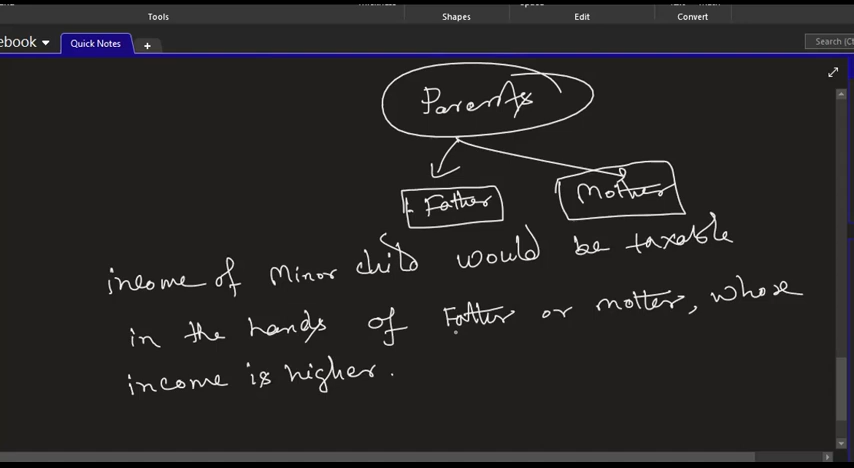 Tools
Shapes
Edit
Convert
ebook
Quick Notes
+
Search (C
Parents
Father
Mother
income of Minor child would be taxable
in the hands of Father or mother, whose
income is higher.